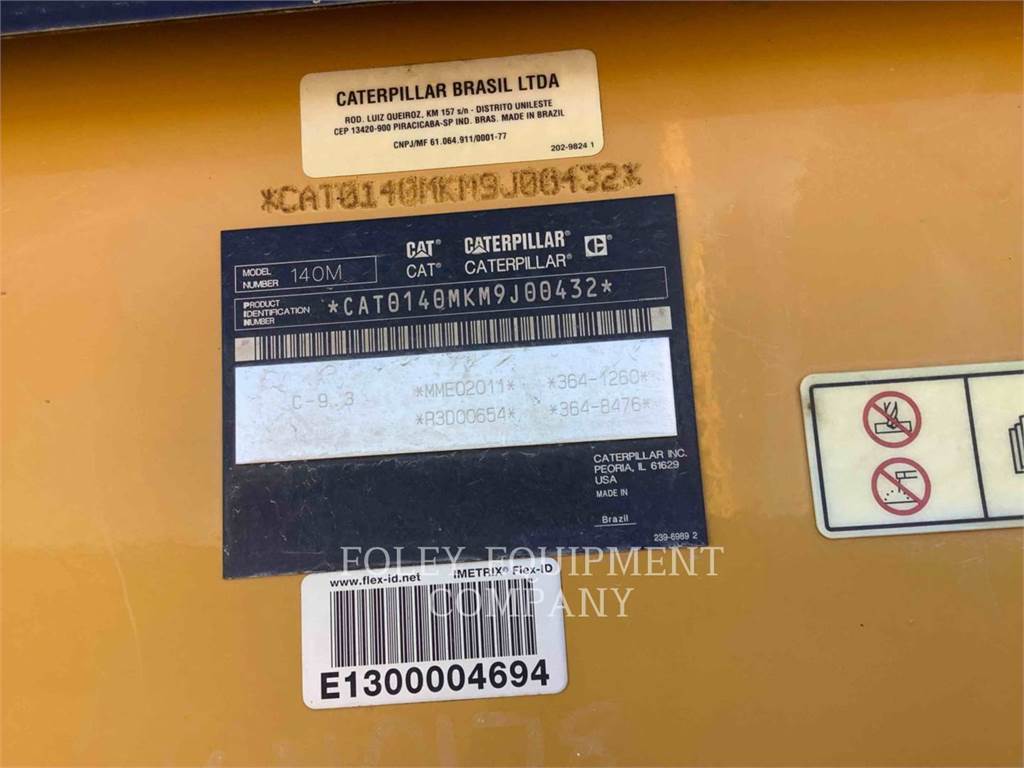 CATERPILLAR BRASIL LTDA
ROD. LUIZ QUEIROZ, KM 157 s/n - DISTRITO UNILESTE
CEP 13420-900 PIRACICABA-SP IND. BRAS. MADE IN BRAZIL
CNPJ/MF 61.064.911/0001-77
202-9824 1
*CAT0140MKM9J00432*
CAT® CATERPILLAR®
MODEL NUMBER 140M CAT® CATERPILLAR®
PRODUCT IDENTIFICATION NUMBER *CAT0140MKM9J00432*
C-9.3 *MME02011* *364-1260*
*R3D00654* *364-8476*
CATERPILLAR INC.
PEORIA, IL 61629
USA
MADE IN
Brazil
239-6989 2
FOLEY EQUIPMENT
COMPANY
www.flex-id.net IMETRIX® Flex-ID
E1300004694